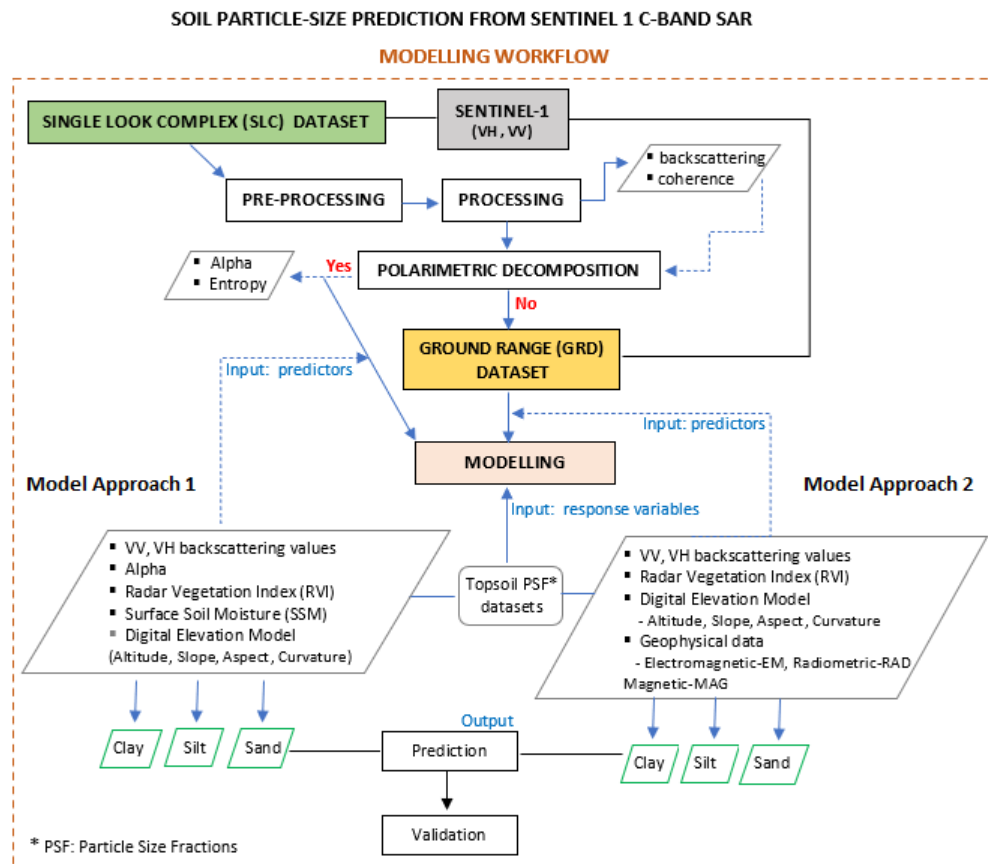 SOIL PARTICLE-SIZE PREDICTION FROM SENTINEL 1 C-BAND SAR
MODELLING WORKFLOW
SINGLE LOOK COMPLEX (SLC) DATASET
SENTINEL-1
(VH, VV)
▪ backscattering
▪ coherence
PRE-PROCESSING
PROCESSING
▪ Alpha
▪ Entropy
Yes
POLARIMETRIC DECOMPOSITION
No
GROUND RANGE (GRD)
DATASET
Input: predictors
Input: predictors
MODELLING
Model Approach 1
Model Approach 2
Input: response variables
▪ VV, VH backscattering values
▪ Alpha
▪ Radar Vegetation Index (RVI)
▪ Surface Soil Moisture (SSM)
▪ Digital Elevation Model
(Altitude, Slope, Aspect, Curvature)
Topsoil PSF*
datasets
▪ VV, VH backscattering values
▪ Radar Vegetation Index (RVI)
▪ Digital Elevation Model
- Altitude, Slope, Aspect, Curvature
▪ Geophysical data
- Electromagnetic-EM, Radiometric-RAD
Magnetic-MAG
Output
Clay
Silt
Sand
Prediction
Clay
Silt
Sand
Validation
* PSF: Particle Size Fractions